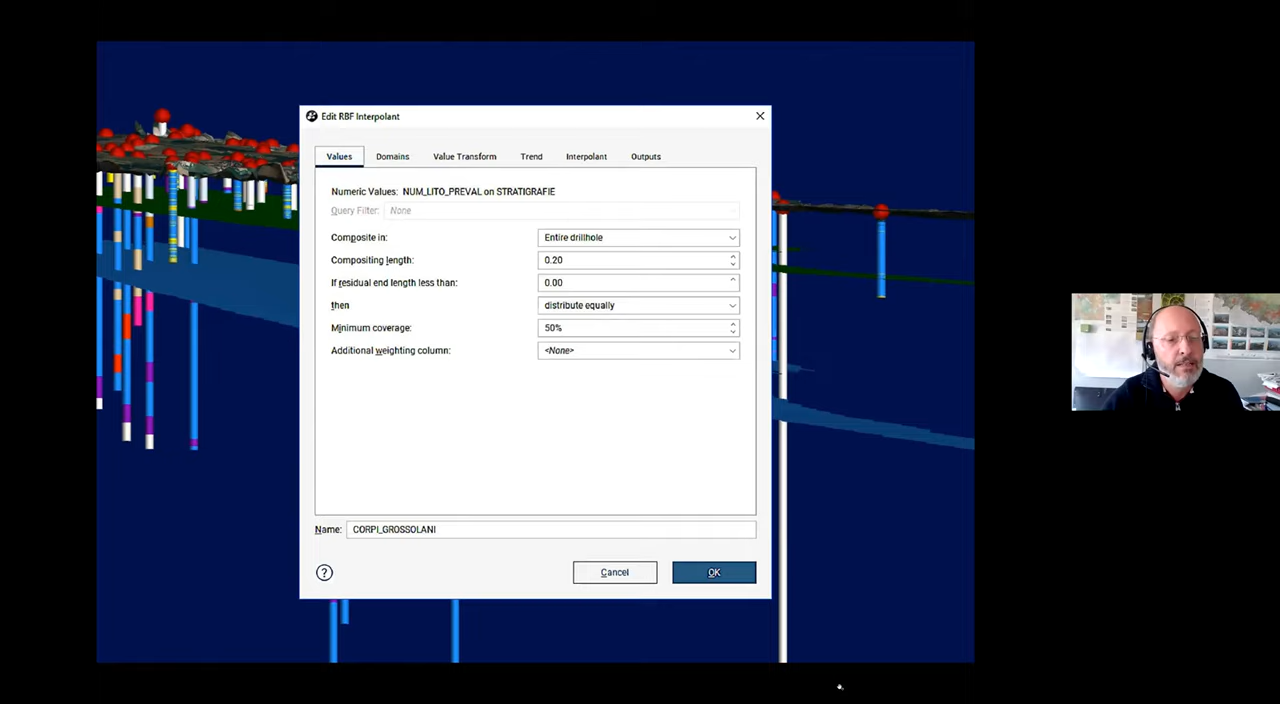 Edit RBF Interpolant
Values Domains Value Transform Trend Interpolant Outputs
Numeric Values: NUM_LITO_PREVAL on STRATIGRAFIE
Query Filter: None
Composite in: Entire drillhole
Compositing length: 0.20
If residual end length less than: 0.00
then distribute equally
Minimum coverage: 50%
Additional weighting column: <None>
Name: CORPI_GROSSOLANI
? Cancel OK